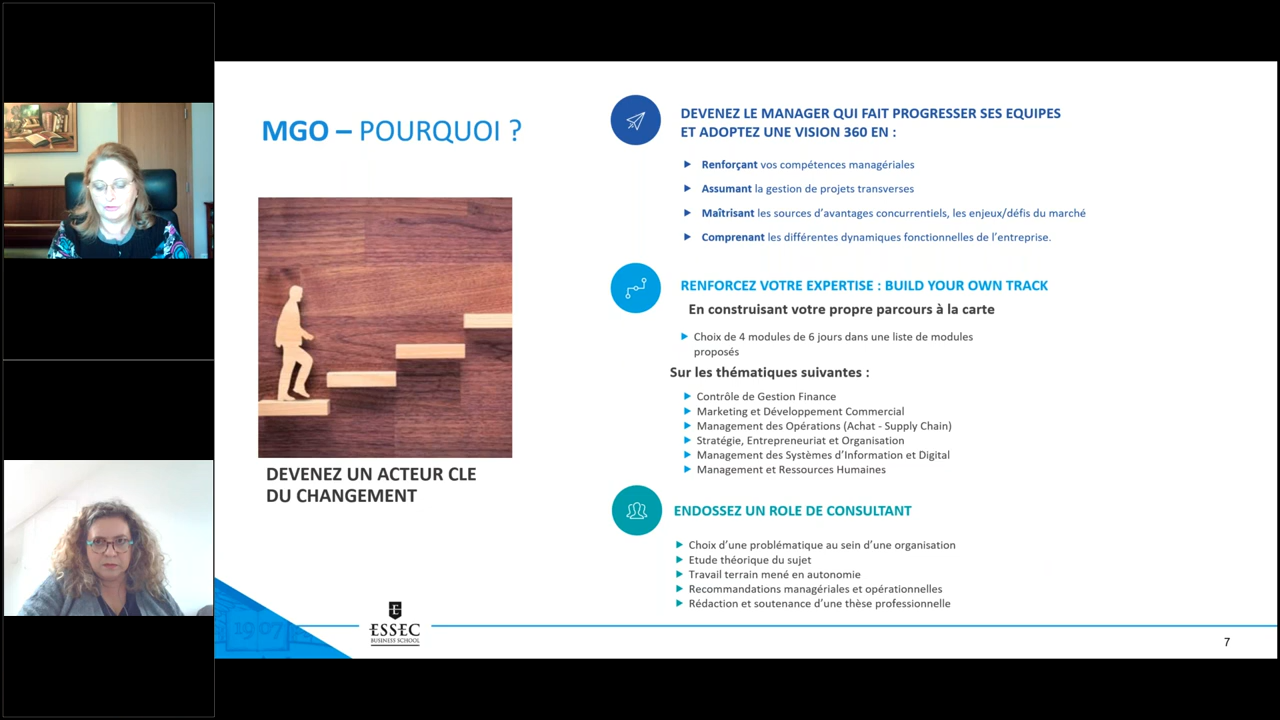 MGO – POURQUOI ?
DEVENEZ UN ACTEUR CLE
DU CHANGEMENT
DEVENEZ LE MANAGER QUI FAIT PROGRESSER SES EQUIPES
ET ADOPTEZ UNE VISION 360 EN :
Renforçant vos compétences managériales
Assumant la gestion de projets transverses
Maîtrisant les sources d’avantages concurrentiels, les enjeux/défis du marché
Comprenant les différentes dynamiques fonctionnelles de l’entreprise.
RENFORCEZ VOTRE EXPERTISE : BUILD YOUR OWN TRACK
En construisant votre propre parcours à la carte
Choix de 4 modules de 6 jours dans une liste de modules
proposés
Sur les thématiques suivantes :
Contrôle de Gestion Finance
Marketing et Développement Commercial
Management des Opérations (Achat - Supply Chain)
Stratégie, Entrepreneuriat et Organisation
Management des Systèmes d’Information et Digital
Management et Ressources Humaines
ENDOSSEZ UN ROLE DE CONSULTANT
Choix d’une problématique au sein d’une organisation
Etude théorique du sujet
Travail terrain mené en autonomie
Recommandations managériales et opérationnelles
Rédaction et soutenance d’une thèse professionnelle
1907
ESSEC
BUSINESS SCHOOL
7